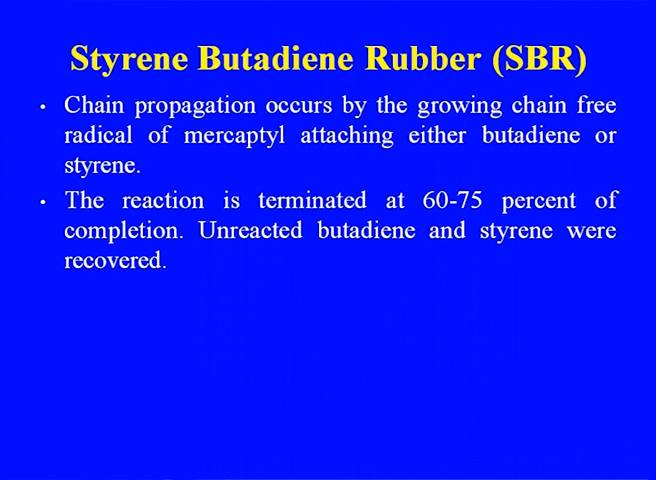 Styrene Butadiene Rubber (SBR)
• Chain propagation occurs by the growing chain free
radical of mercaptyl attaching either butadiene or
styrene.
• The reaction is terminated at 60-75 percent of
completion. Unreacted butadiene and styrene were
recovered.